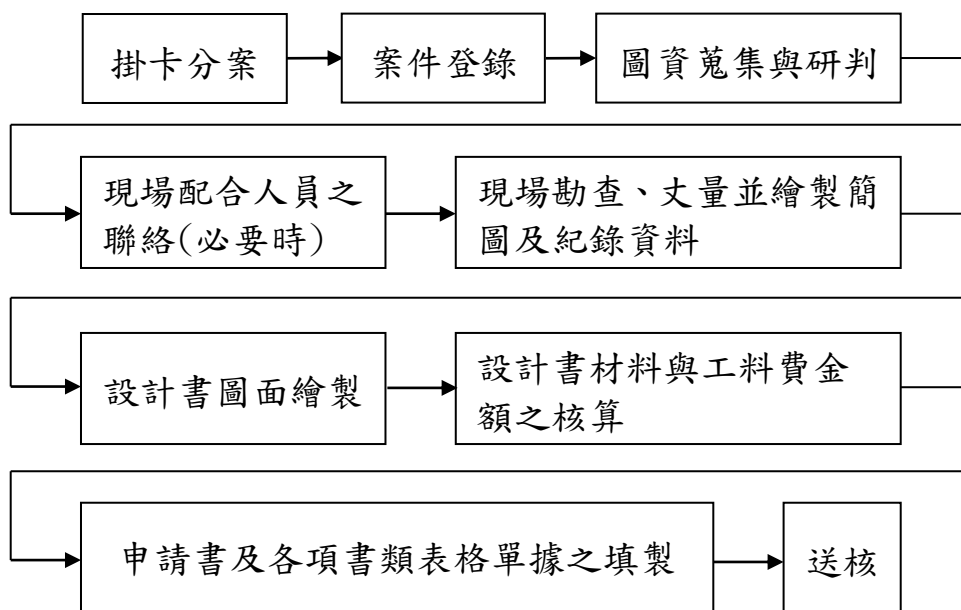 掛卡分案
案件登錄
圖資蒐集與研判
現場配合人員之
聯絡(必要時)
現場勘查、丈量並繪製簡
圖及紀錄資料
設計書圖面繪製
設計書材料與工料費金
額之核算
申請書及各項書類表格單據之填製
送核